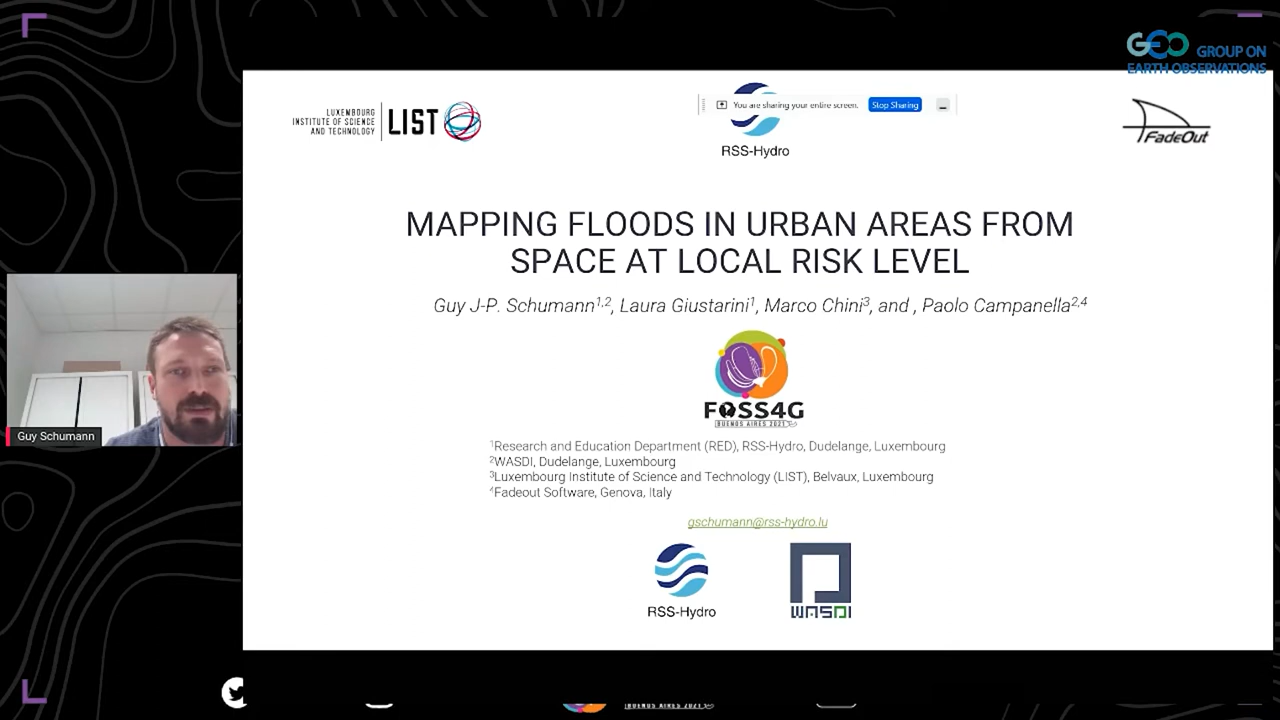 GEO GROUP ON
EARTH OBSERVATIONS
LUXEMBOURG
INSTITUTE OF SCIENCE
AND TECHNOLOGY
LIST
You are sharing your entire screen.
Stop Sharing
RSS-Hydro
FadeOut
MAPPING FLOODS IN URBAN AREAS FROM
SPACE AT LOCAL RISK LEVEL
Guy J-P. Schumann1,2, Laura Giustarini1, Marco Chini3, and , Paolo Campanella2,4
FOSS4G
BUENOS AIRES 2021
1Research and Education Department (RED), RSS-Hydro, Dudelange, Luxembourg
2WASDI, Dudelange, Luxembourg
3Luxembourg Institute of Science and Technology (LIST), Belvaux, Luxembourg
4Fadeout Software, Genova, Italy
gschumann@rss-hydro.lu
RSS-Hydro
WASDI
Guy Schumann
BUENOS AIRES 2021